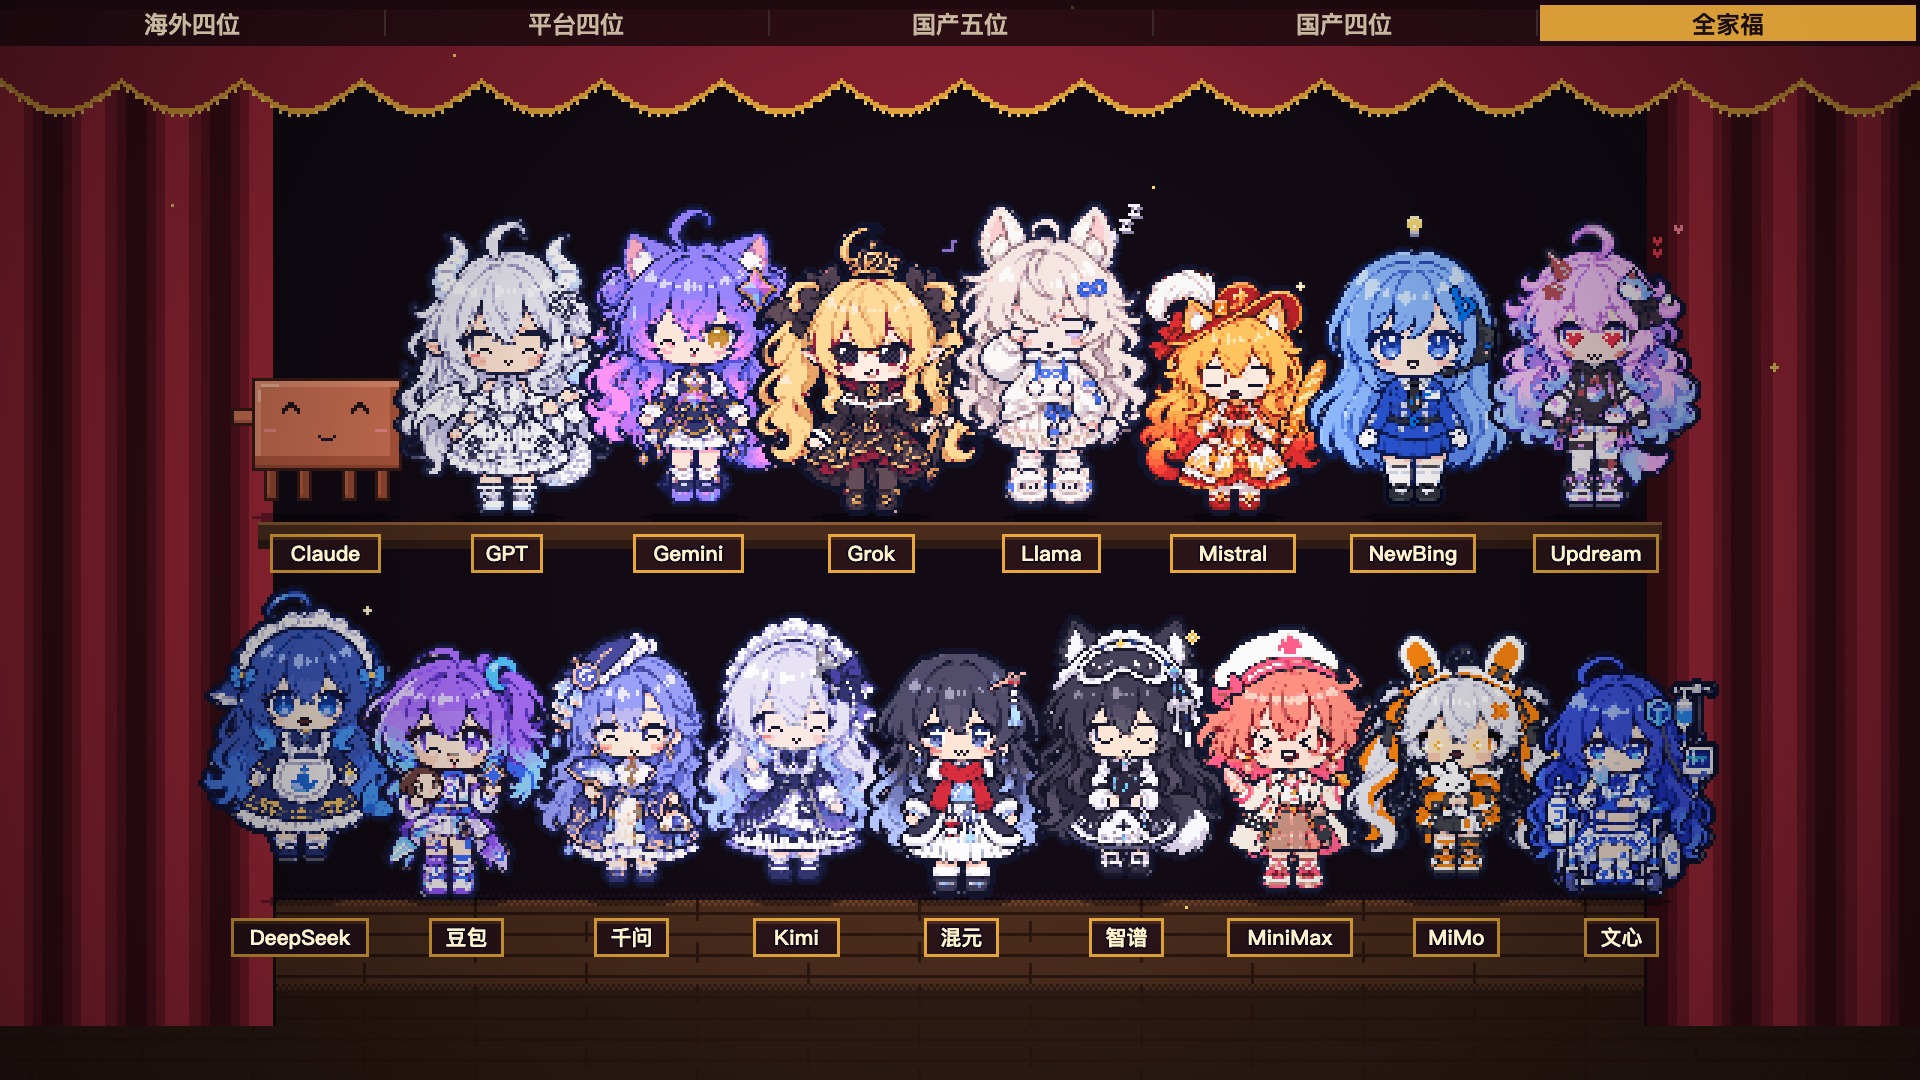 海外四位
平台四位
国产五位
国产四位
全家福
Claude
GPT
Gemini
Grok
Llama
Mistral
NewBing
Updream
DeepSeek
豆包
千问
Kimi
混元
智谱
MiniMax
MiMo
文心